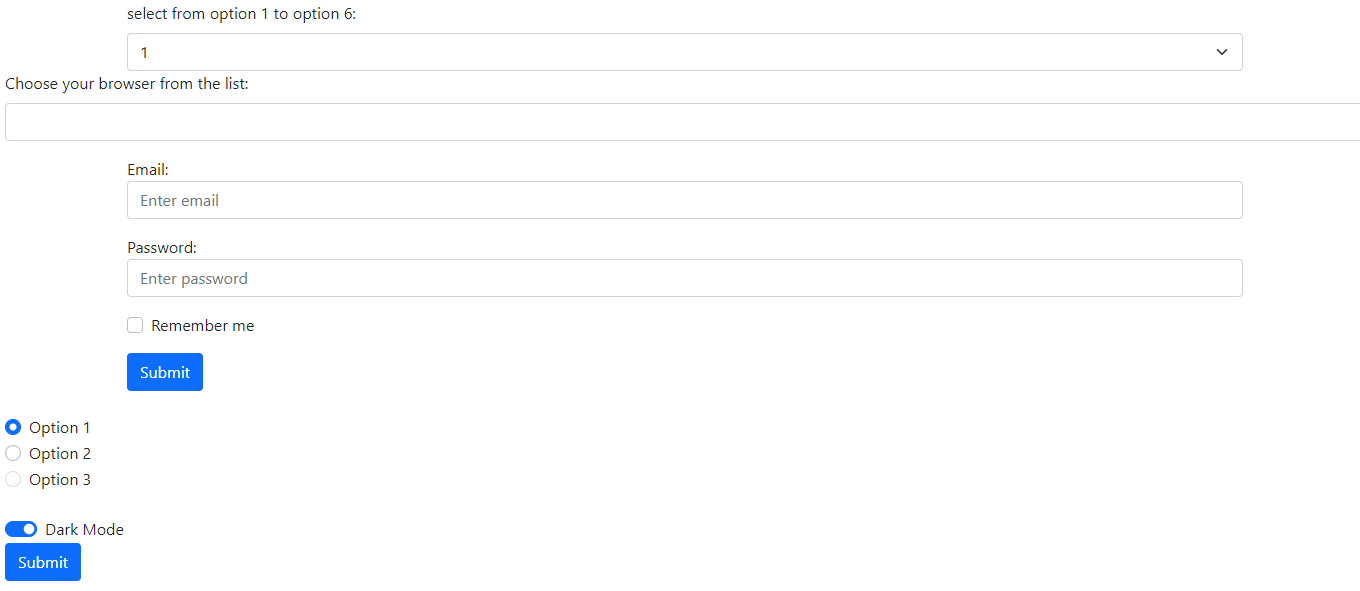 select from option 1 to option 6:
1
Choose your browser from the list:
Email:
Enter email
Password:
Enter password
Remember me
Submit
Option 1
Option 2
Option 3
Dark Mode
Submit